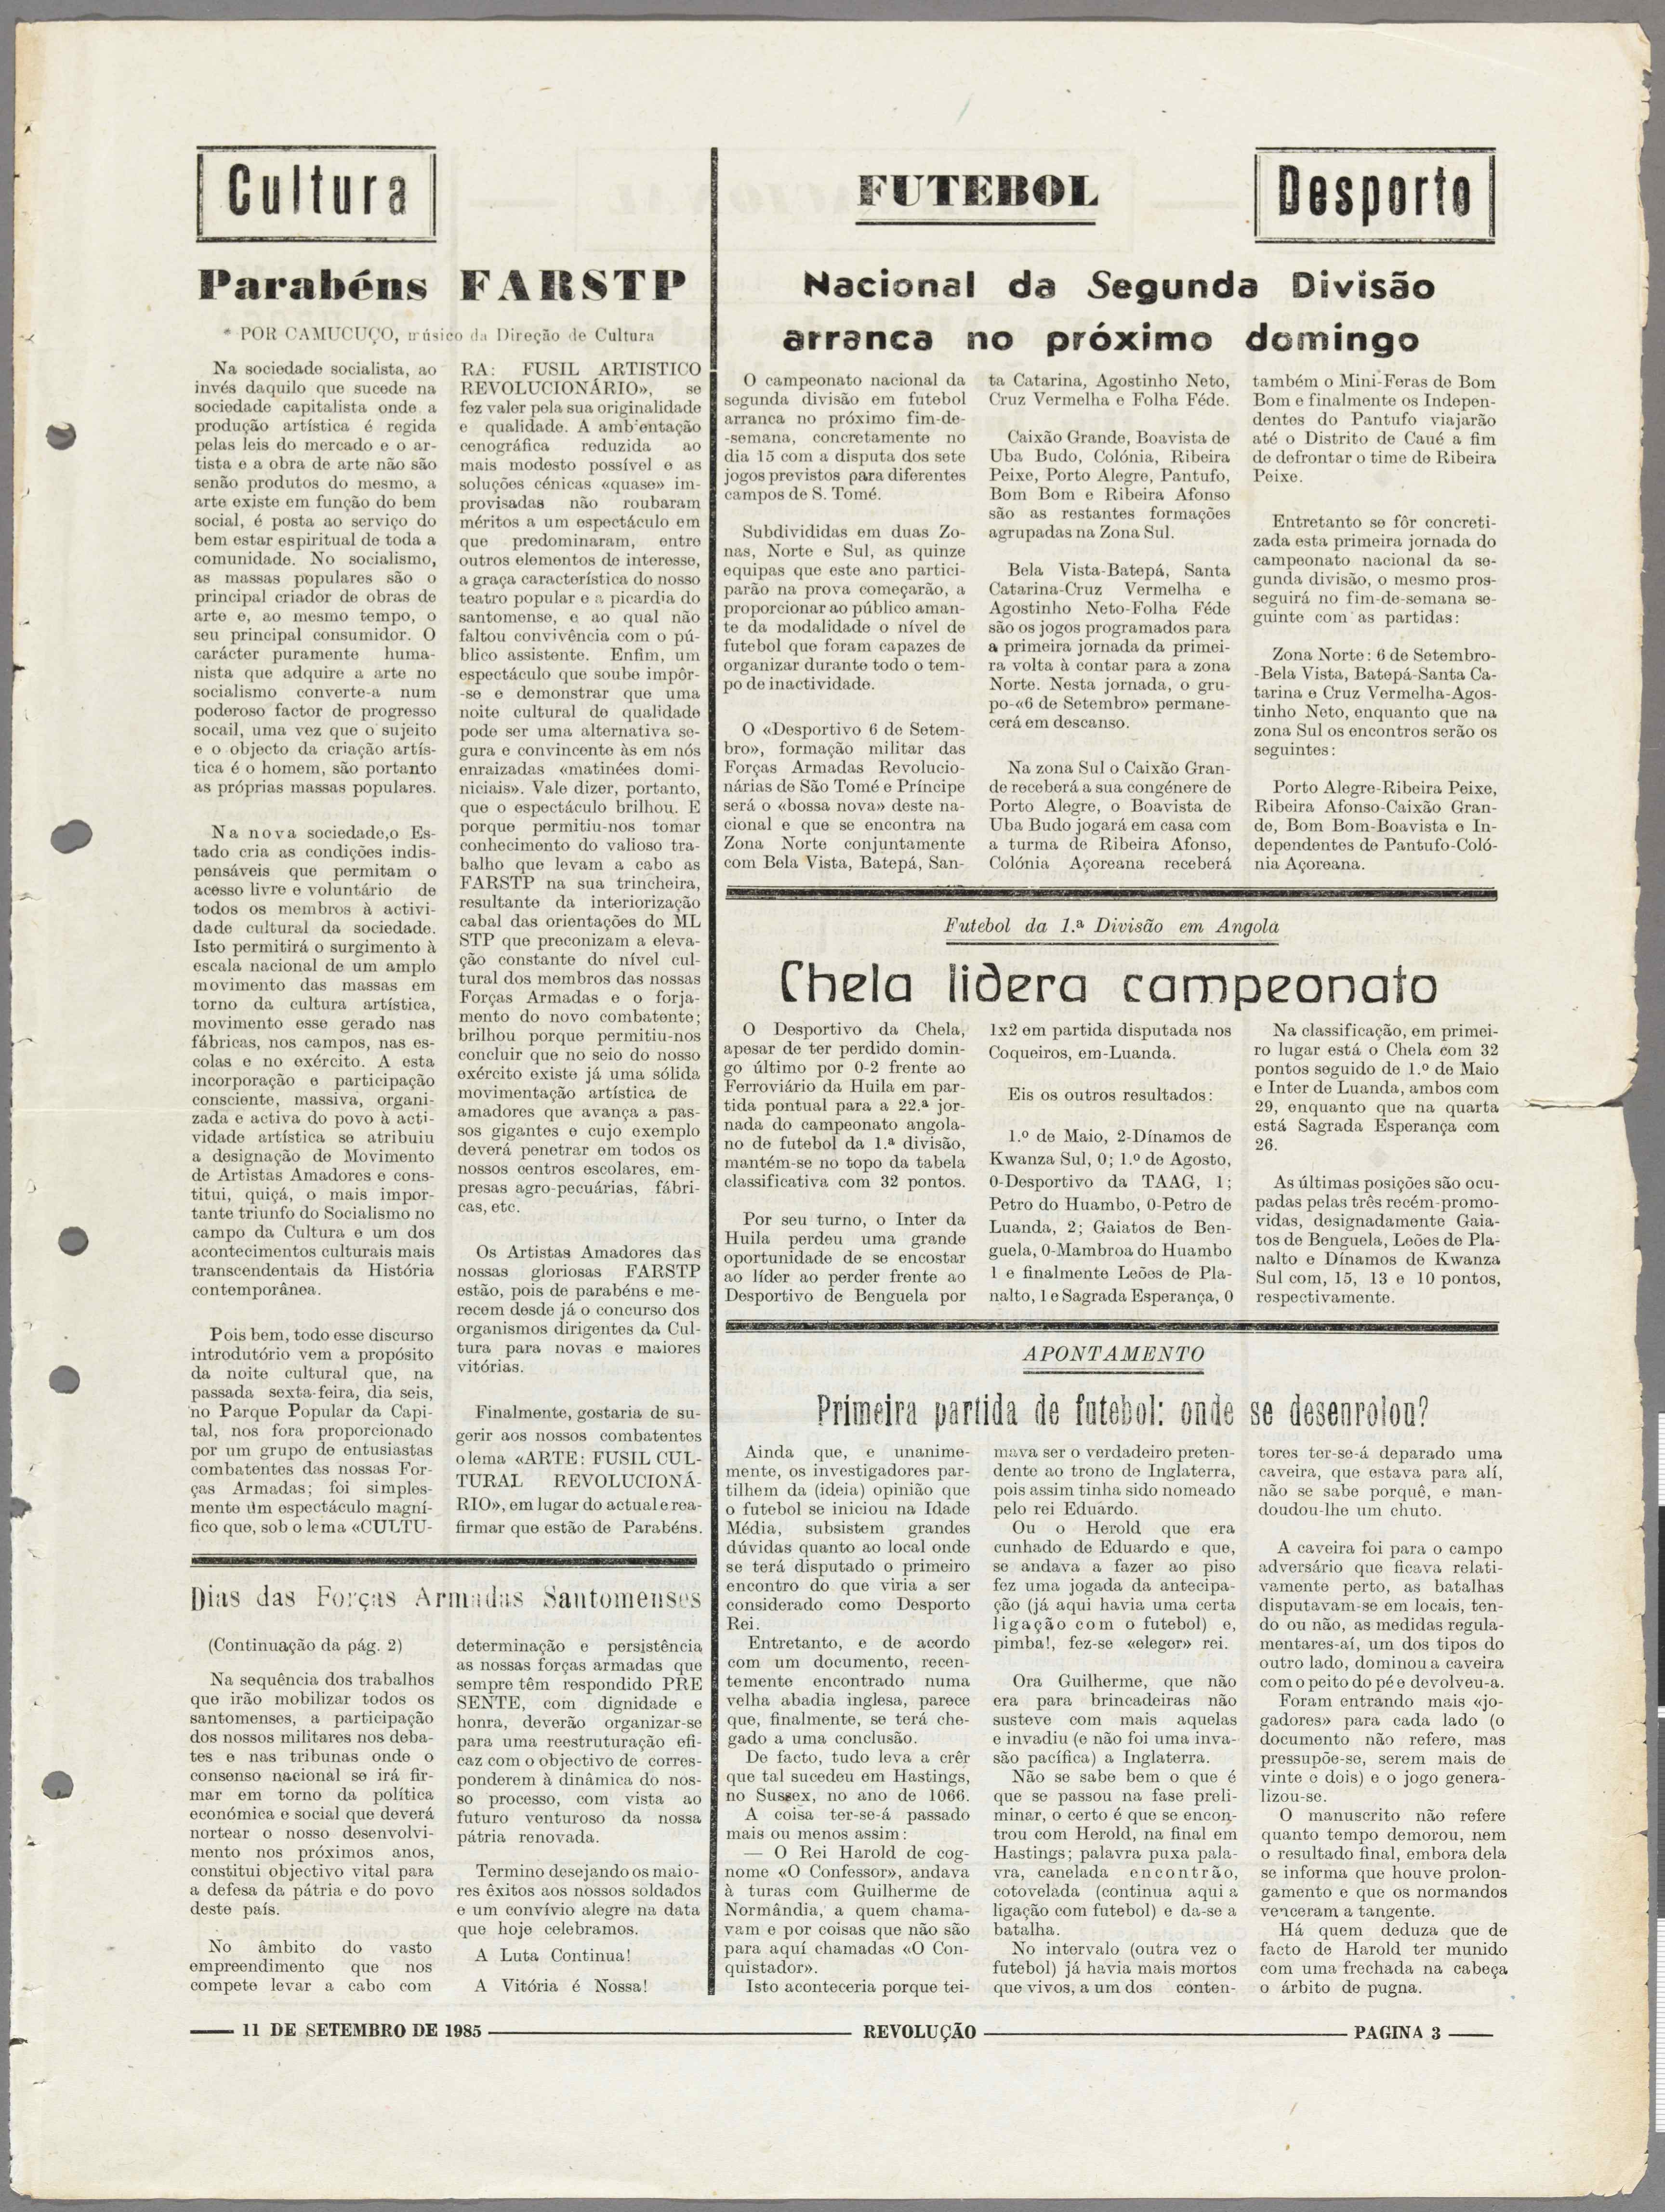 Cultura
Parabéns FARSTP
* POR CAMUCUÇO, músico da Direção de Cultura
Na sociedade socialista, ao
invés daquilo que sucede na
sociedade capitalista onde a
produção artística é regida
pelas leis do mercado e o ar-
tista e a obra de arte não são
senão produtos do mesmo, a
arte existe em função do bem
social, é posta ao serviço do
bem estar espiritual de toda a
comunidade. No socialismo,
as massas populares são o
principal criador de obras de
arte e, ao mesmo tempo, o
seu principal consumidor. O
carácter puramente huma-
nista que adquire a arte no
socialismo converte-a num
poderoso factor de progresso
socail, uma vez que o sujeito
e o objecto da criação artís-
tica é o homem, são portanto
as próprias massas populares.
Na nova sociedade,o Es-
tado cria as condições indis-
pensáveis que permitam o
acesso livre e voluntário de
todos os membros à activi-
dade cultural da sociedade.
Isto permitirá o surgimento à
escala nacional de um amplo
movimento das massas em
torno da cultura artística,
movimento esse gerado nas
fábricas, nos campos, nas es-
colas e no exército. A esta
incorporação e participação
consciente, massiva, organi-
zada e activa do povo à acti-
vidade artística se atribuiu
a designação de Movimento
de Artistas Amadores e cons-
titui, quiçá, o mais impor-
tante triunfo do Socialismo no
campo da Cultura e um dos
acontecimentos culturais mais
transcendentais da História
contemporânea.
Pois bem, todo esse discurso
introdutório vem a propósito
da noite cultural que, na
passada sexta-feira, dia seis,
no Parque Popular da Capi-
tal, nos fora proporcionado
por um grupo de entusiastas
combatentes das nossas For-
ças Armadas; foi simples-
mente um espectáculo magní-
fico que, sob o lema «CULTU-
RA: FUSIL ARTISTICO
REVOLUCIONÁRIO», se
fez valer pela sua originalidade
e qualidade. A ambientação
cenográfica reduzida ao
mais modesto possível e as
soluções cénicas «quase» im-
provisadas não roubaram
méritos a um espectáculo em
que predominaram, entre
outros elementos de interesse,
a graça característica do nosso
teatro popular e a picardia do
santomense, e ao qual não
faltou convivência com o pú-
blico assistente. Enfim, um
espectáculo que soube impôr-
-se e demonstrar que uma
noite cultural de qualidade
pode ser uma alternativa se-
gura e convincente às em nós
enraizadas «matinées domi-
niciais». Vale dizer, portanto,
que o espectáculo brilhou. E
porque permitiu-nos tomar
conhecimento do valioso tra-
balho que levam a cabo as
FARSTP na sua trincheira,
resultante da interiorização
cabal das orientações do ML
STP que preconizam a eleva-
ção constante do nível cul-
tural dos membros das nossas
Forças Armadas e o forja-
mento do novo combatente;
brilhou porque permitiu-nos
concluir que no seio do nosso
exército existe já uma sólida
movimentação artística de
amadores que avança a pas-
sos gigantes e cujo exemplo
deverá penetrar em todos os
nossos centros escolares, em-
presas agro-pecuárias, fábri-
cas, etc.
Os Artistas Amadores das
nossas gloriosas FARSTP
estão, pois de parabéns e me-
recem desde já o concurso dos
organismos dirigentes da Cul-
tura para novas e maiores
vitórias.
Finalmente, gostaria de su-
gerir aos nossos combatentes
o lema «ARTE: FUSIL CUL-
TURAL REVOLUCIONÁ-
RIO», em lugar do actual e rea-
firmar que estão de Parabéns.
Dias das Forças Armadas Santomenses
(Continuação da pág. 2)
Na sequência dos trabalhos
que irão mobilizar todos os
santomenses, a participação
dos nossos militares nos deba-
tes e nas tribunas onde o
consenso nacional se irá fir-
mar em torno da política
económica e social que deverá
nortear o nosso desenvolvi-
mento nos próximos anos,
constitui objectivo vital para
a defesa da pátria e do povo
deste país.
No âmbito do vasto
empreendimento que nos
compete levar a cabo com
determinação e persistência
as nossas forças armadas que
sempre têm respondido PRE
SENTE, com dignidade e
honra, deverão organizar-se
para uma reestruturação efi-
caz com o objectivo de corres-
ponderem à dinâmica do nos-
so processo, com vista ao
futuro venturoso da nossa
pátria renovada.
Termino desejando os maio-
res êxitos aos nossos soldados
e um convívio alegre na data
que hoje celebramos.
A Luta Continua!
A Vitória é Nossa!
FUTEBOL
Desporto
Nacional da Segunda Divisão
arranca no próximo domingo
O campeonato nacional da
segunda divisão em futebol
arranca no próximo fim-de-
-semana, concretamente no
dia 15 com a disputa dos sete
jogos previstos para diferentes
campos de S. Tomé.
Subdivididas em duas Zo-
nas, Norte e Sul, as quinze
equipas que este ano partici-
parão na prova começarão, a
proporcionar ao público aman-
te da modalidade o nível de
futebol que foram capazes de
organizar durante todo o tem-
po de inactividade.
O «Desportivo 6 de Setem-
bro», formação militar das
Forças Armadas Revolucio-
nárias de São Tomé e Príncipe
será o «bossa nova» deste na-
cional e que se encontra na
Zona Norte conjuntamente
com Bela Vista, Batepá, San-
ta Catarina, Agostinho Neto,
Cruz Vermelha e Folha Féde.
Caixão Grande, Boavista de
Uba Budo, Colónia, Ribeira
Peixe, Porto Alegre, Pantufo,
Bom Bom e Ribeira Afonso
são as restantes formações
agrupadas na Zona Sul.
Bela Vista-Batepá, Santa
Catarina-Cruz Vermelha e
Agostinho Neto-Folha Féde
são os jogos programados para
a primeira jornada da primei-
ra volta à contar para a zona
Norte. Nesta jornada, o gru-
po-«6 de Setembro» permane-
cerá em descanso.
Na zona Sul o Caixão Gran-
de receberá a sua congénere de
Porto Alegre, o Boavista de
Uba Budo jogará em casa com
a turma de Ribeira Afonso,
Colónia Açoreana receberá
também o Mini-Feras de Bom
Bom e finalmente os Indepen-
dentes do Pantufo viajarão
até o Distrito de Caué a fim
de defrontar o time de Ribeira
Peixe.
Entretanto se fôr concreti-
zada esta primeira jornada do
campeonato nacional da se-
gunda divisão, o mesmo pros-
seguirá no fim-de-semana se-
guinte com as partidas:
Zona Norte: 6 de Setembro-
-Bela Vista, Batepá-Santa Ca-
tarina e Cruz Vermelha-Agos-
tinho Neto, enquanto que na
zona Sul os encontros serão os
seguintes:
Porto Alegre-Ribeira Peixe,
Ribeira Afonso-Caixão Gran-
de, Bom Bom-Boavista e In-
dependentes de Pantufo-Coló-
nia Açoreana.
Futebol da 1.ª Divisão em Angola
Chela lidera campeonato
O Desportivo da Chela,
apesar de ter perdido domin-
go último por 0-2 frente ao
Ferroviário da Huila em par-
tida pontual para a 22.ª jor-
nada do campeonato angola-
no de futebol da 1.ª divisão,
mantém-se no topo da tabela
classificativa com 32 pontos.
Por seu turno, o Inter da
Huila perdeu uma grande
oportunidade de se encostar
ao líder ao perder frente ao
Desportivo de Benguela por
1x2 em partida disputada nos
Coqueiros, em-Luanda.
Eis os outros resultados:
1.º de Maio, 2-Dínamos de
Kwanza Sul, 0; 1.º de Agosto,
0-Desportivo da TAAG, 1;
Petro do Huambo, 0-Petro de
Luanda, 2; Gaiatos de Ben-
guela, 0-Mambroa do Huambo
1 e finalmente Leões de Pla-
nalto, 1 e Sagrada Esperança, 0
Na classificação, em primei-
ro lugar está o Chela com 32
pontos seguido de 1.º de Maio
e Inter de Luanda, ambos com
29, enquanto que na quarta
está Sagrada Esperança com
26.
As últimas posições são ocu-
padas pelas três recém-promo-
vidas, designadamente Gaia-
tos de Benguela, Leões de Pla-
nalto e Dínamos de Kwanza
Sul com, 15, 13 e 10 pontos,
respectivamente.
APONTAMENTO
Primeira partida de futebol: onde se desenrolou?
Ainda que, e unanime-
mente, os investigadores par-
tilhem da (ideia) opinião que
o futebol se iniciou na Idade
Média, subsistem grandes
dúvidas quanto ao local onde
se terá disputado o primeiro
encontro do que viria a ser
considerado como Desporto
Rei.
Entretanto, e de acordo
com um documento, recen-
temente encontrado numa
velha abadia inglesa, parece
que, finalmente, se terá che-
gado a uma conclusão.
De facto, tudo leva a crêr
que tal sucedeu em Hastings,
no Sussex, no ano de 1066.
A coisa ter-se-á passado
mais ou menos assim:
— O Rei Harold de cog-
nome «O Confessor», andava
à turas com Guilherme de
Normândia, a quem chama-
vam e por coisas que não são
para aquí chamadas «O Con-
quistador».
Isto aconteceria porque tei-
mava ser o verdadeiro preten-
dente ao trono de Inglaterra,
pois assim tinha sido nomeado
pelo rei Eduardo.
Ou o Herold que era
cunhado de Eduardo e que,
se andava a fazer ao piso
fez uma jogada da antecipa-
ção (já aqui havia uma certa
ligação com o futebol) e,
pimba!, fez-se «eleger» rei.
Ora Guilherme, que não
era para brincadeiras não
susteve com mais aquelas
e invadiu (e não foi uma inva-
são pacífica) a Inglaterra.
Não se sabe bem o que é
que se passou na fase preli-
minar, o certo é que se encon-
trou com Herold, na final em
Hastings; palavra puxa pala-
vra, canelada encontrão,
cotovelada (continua aqui a
ligação com futebol) e da-se a
batalha.
No intervalo (outra vez o
futebol) já havia mais mortos
que vivos, a um dos conten-
tores ter-se-á deparado uma
caveira, que estava para alí,
não se sabe porquê, e man-
doudou-lhe um chuto.
A caveira foi para o campo
adversário que ficava relati-
vamente perto, as batalhas
disputavam-se em locais, ten-
do ou não, as medidas regula-
mentares-aí, um dos tipos do
outro lado, dominou a caveira
com o peito do pé e devolveu-a.
Foram entrando mais «jo-
gadores» para cada lado (o
documento não refere, mas
pressupõe-se, serem mais de
vinte e dois) e o jogo genera-
lizou-se.
O manuscrito não refere
quanto tempo demorou, nem
o resultado final, embora dela
se informa que houve prolon-
gamento e que os normandos
venceram a tangente.
Há quem deduza que de
facto de Harold ter munido
com uma frechada na cabeça
o árbito de pugna.
11 DE SETEMBRO DE 1985
REVOLUÇÃO
PAGINA 3